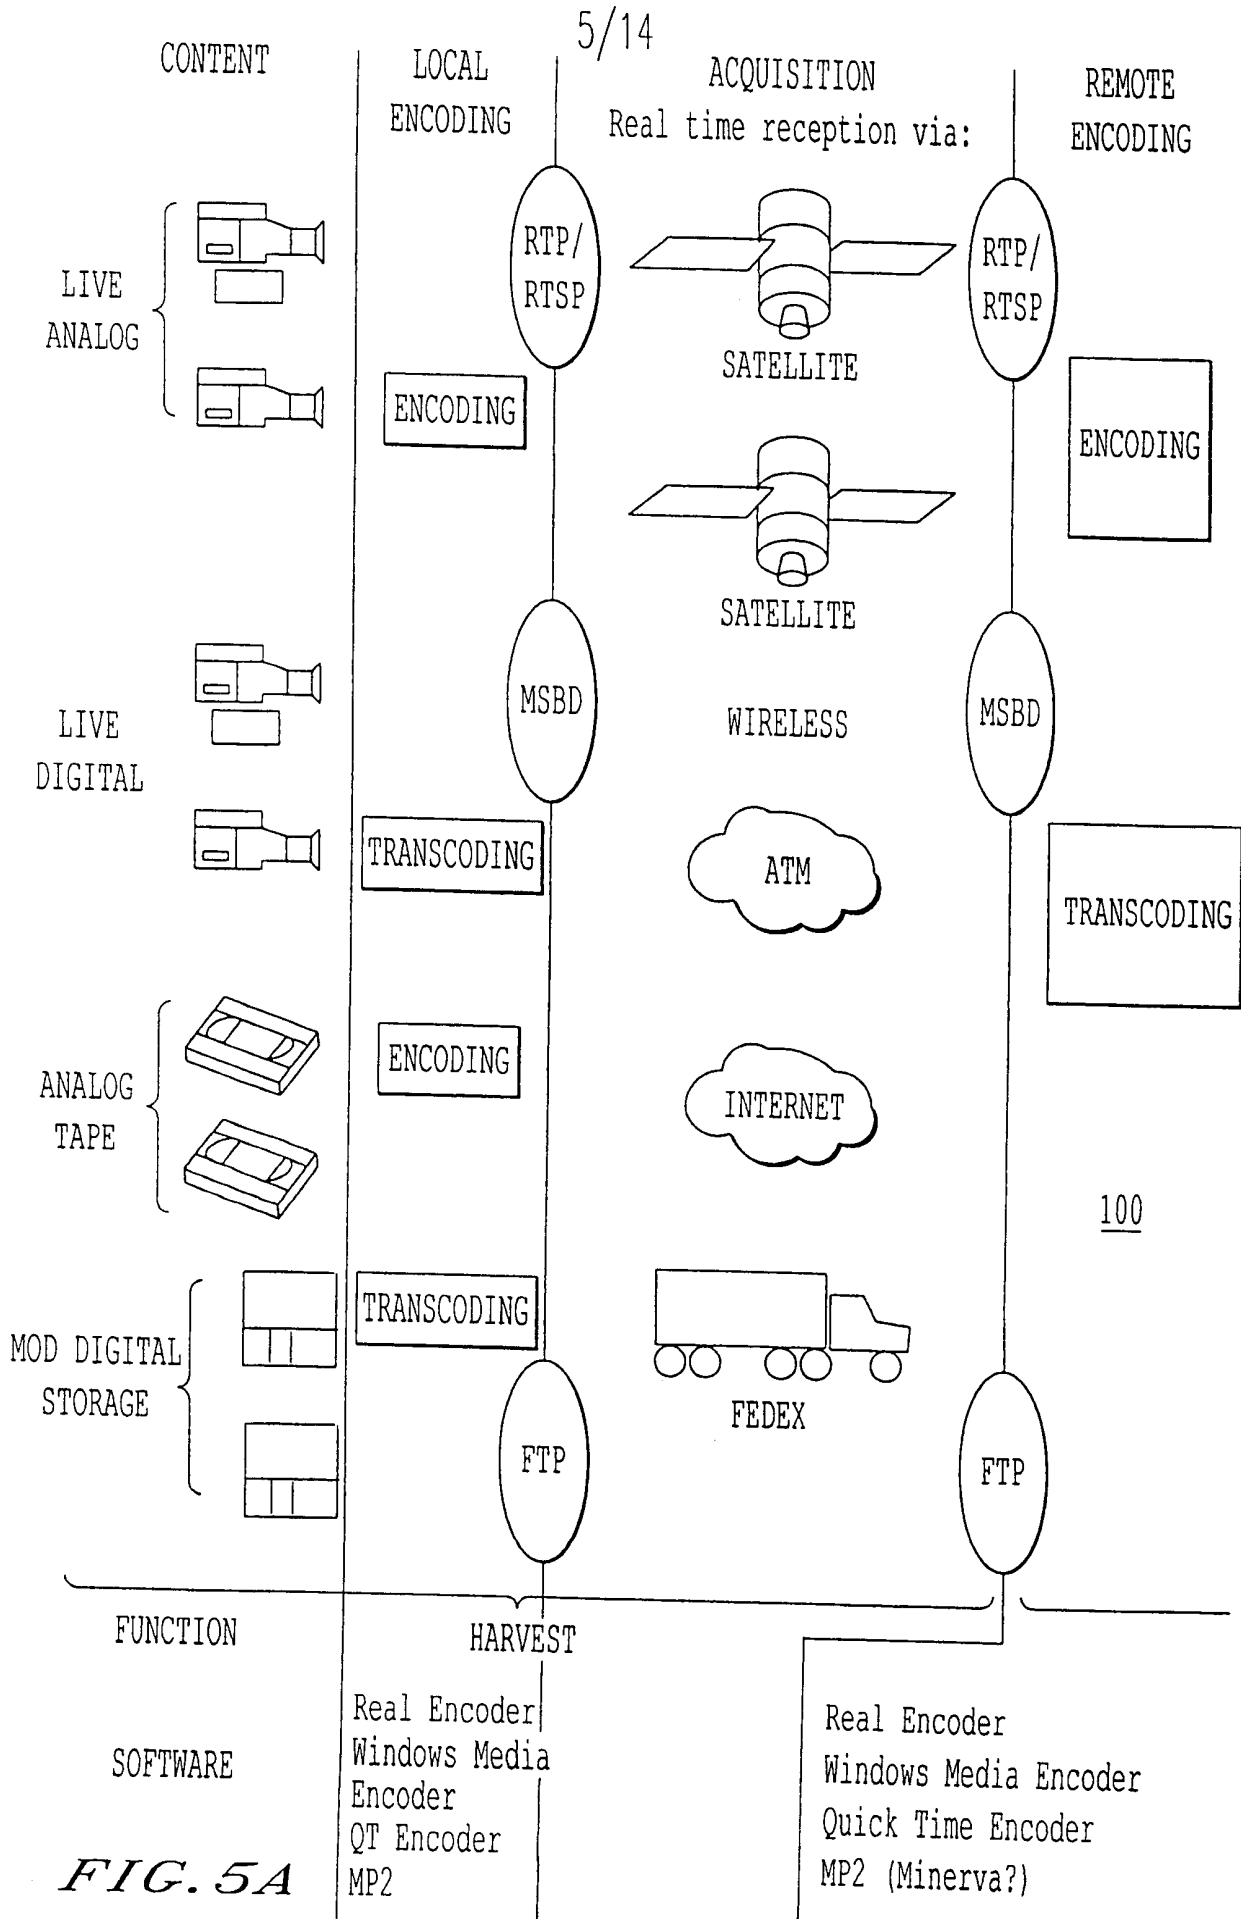 5/14
CONTENT
LOCAL
ENCODING
ACQUISITION
Real time reception via:
REMOTE
ENCODING
LIVE
ANALOG
RTP/
RTSP
SATELLITE
RTP/
RTSP
ENCODING
ENCODING
SATELLITE
LIVE
DIGITAL
MSBD
WIRELESS
MSBD
TRANSCODING
ATM
TRANSCODING
ANALOG
TAPE
ENCODING
INTERNET
100
MOD DIGITAL
STORAGE
TRANSCODING
FEDEX
FTP
FTP
FUNCTION
HARVEST
SOFTWARE
Real Encoder
Windows Media
Encoder
QT Encoder
MP2
Real Encoder
Windows Media Encoder
Quick Time Encoder
MP2 (Minerva?)
FIG. 5A